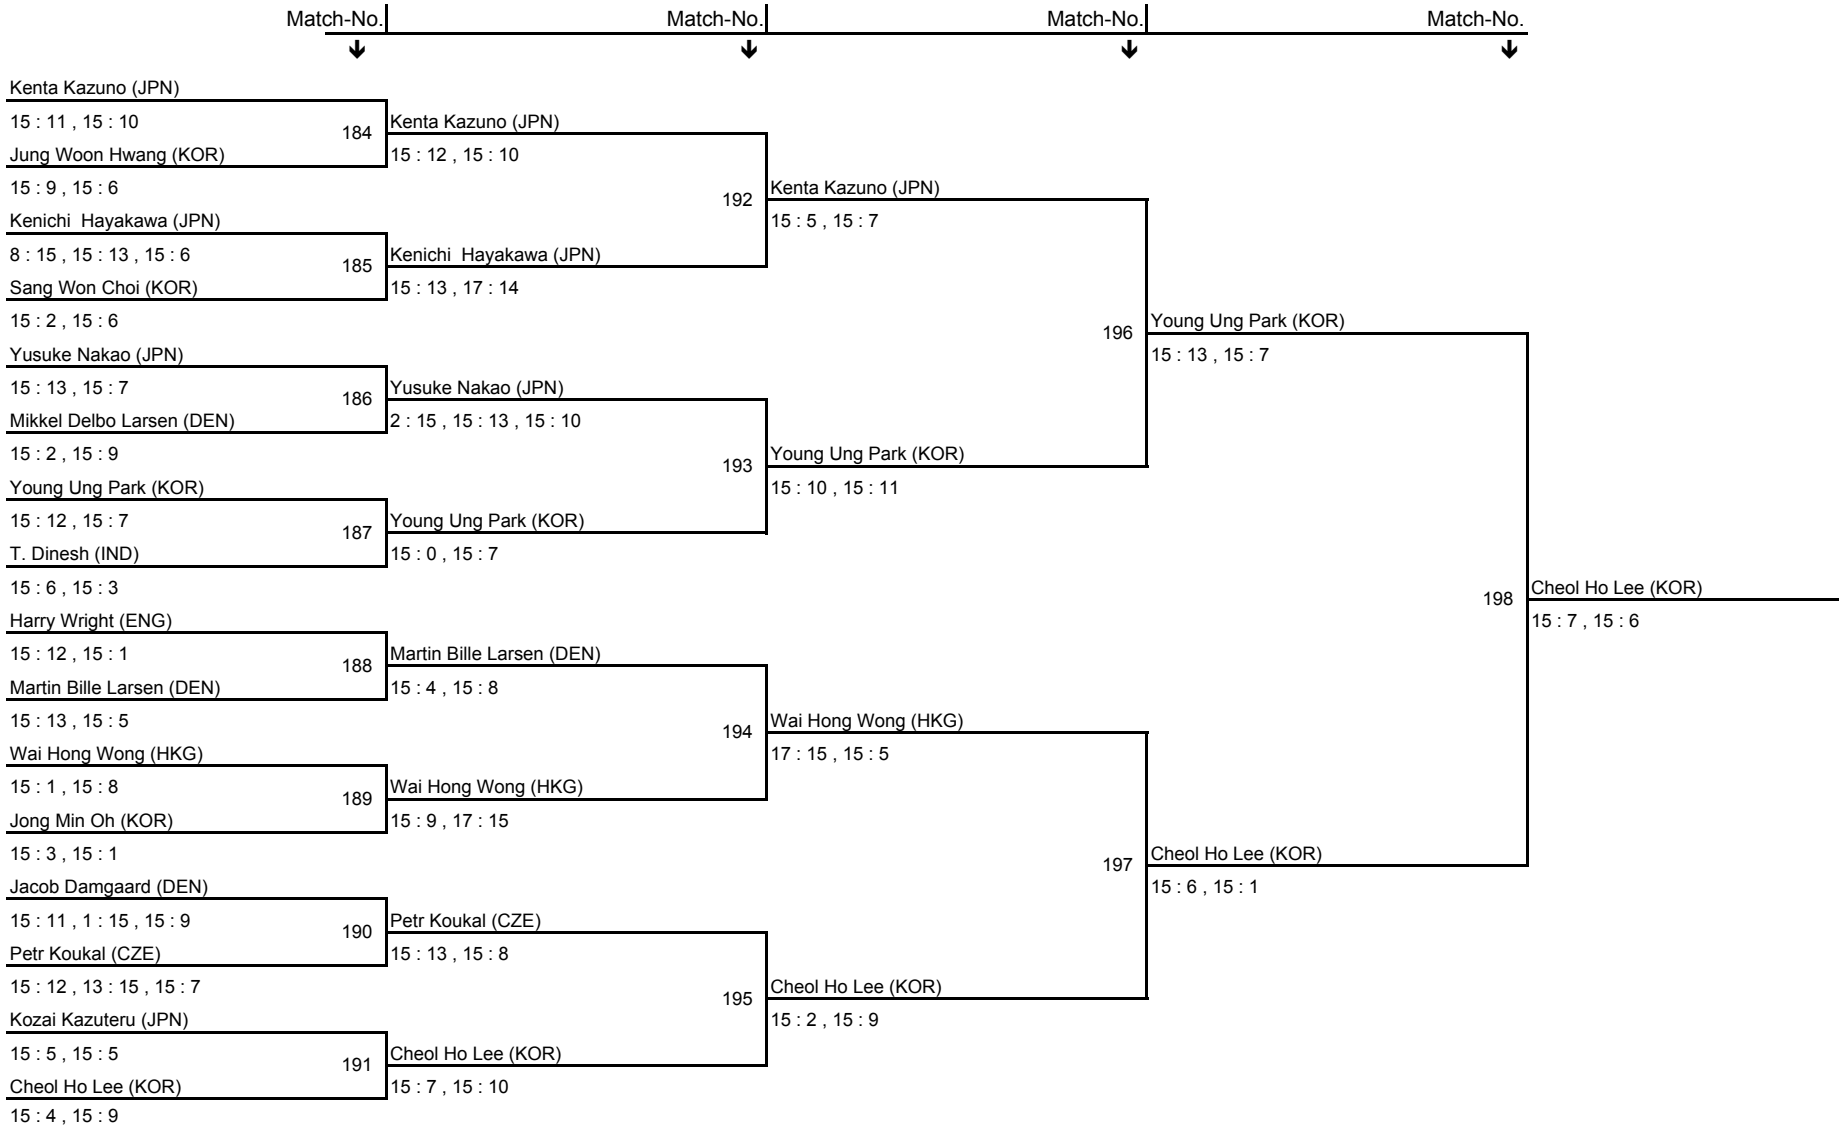 Match-No. Match-No. Match-No. Match-No.
Kenta Kazuno (JPN)
15 : 11 , 15 : 10
184
Jung Woon Hwang (KOR)
15 : 9 , 15 : 6
Kenichi  Hayakawa (JPN)
8 : 15 , 15 : 13 , 15 : 6
185
Sang Won Choi (KOR)
15 : 2 , 15 : 6
Yusuke Nakao (JPN)
15 : 13 , 15 : 7
186
Mikkel Delbo Larsen (DEN)
15 : 2 , 15 : 9
Young Ung Park (KOR)
15 : 12 , 15 : 7
187
T. Dinesh (IND)
15 : 6 , 15 : 3
Harry Wright (ENG)
15 : 12 , 15 : 1
188
Martin Bille Larsen (DEN)
15 : 13 , 15 : 5
Wai Hong Wong (HKG)
15 : 1 , 15 : 8
189
Jong Min Oh (KOR)
15 : 3 , 15 : 1
Jacob Damgaard (DEN)
15 : 11 , 1 : 15 , 15 : 9
190
Petr Koukal (CZE)
15 : 12 , 13 : 15 , 15 : 7
Kozai Kazuteru (JPN)
15 : 5 , 15 : 5
191
Cheol Ho Lee (KOR)
15 : 4 , 15 : 9
Kenta Kazuno (JPN)
15 : 12 , 15 : 10
192
Kenichi  Hayakawa (JPN)
15 : 13 , 17 : 14
Yusuke Nakao (JPN)
2 : 15 , 15 : 13 , 15 : 10
193
Young Ung Park (KOR)
15 : 0 , 15 : 7
Martin Bille Larsen (DEN)
15 : 4 , 15 : 8
194
Wai Hong Wong (HKG)
15 : 9 , 17 : 15
Petr Koukal (CZE)
15 : 13 , 15 : 8
195
Cheol Ho Lee (KOR)
15 : 7 , 15 : 10
Kenta Kazuno (JPN)
15 : 5 , 15 : 7
196
Young Ung Park (KOR)
15 : 10 , 15 : 11
Wai Hong Wong (HKG)
17 : 15 , 15 : 5
197
Cheol Ho Lee (KOR)
15 : 2 , 15 : 9
Young Ung Park (KOR)
15 : 13 , 15 : 7
198
Cheol Ho Lee (KOR)
15 : 6 , 15 : 1
Cheol Ho Lee (KOR)
15 : 7 , 15 : 6